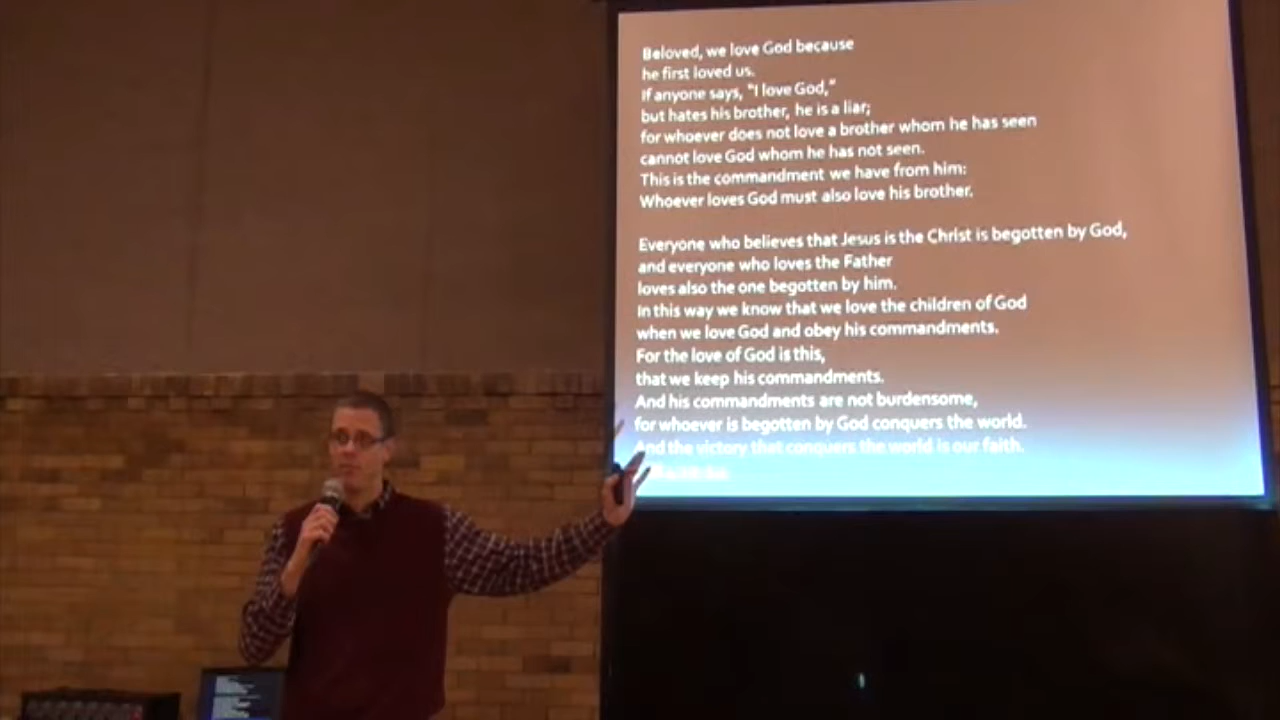 Beloved, we love God because
he first loved us.
If anyone says, "I love God,"
but hates his brother, he is a liar;
for whoever does not love a brother whom he has seen
cannot love God whom he has not seen.
This is the commandment we have from him:
Whoever loves God must also love his brother.
Everyone who believes that Jesus is the Christ is begotten by God,
and everyone who loves the Father
loves also the one begotten by him.
In this way we know that we love the children of God
when we love God and obey his commandments.
For the love of God is this,
that we keep his commandments.
And his commandments are not burdensome,
for whoever is begotten by God conquers the world.
And the victory that conquers the world is our faith.